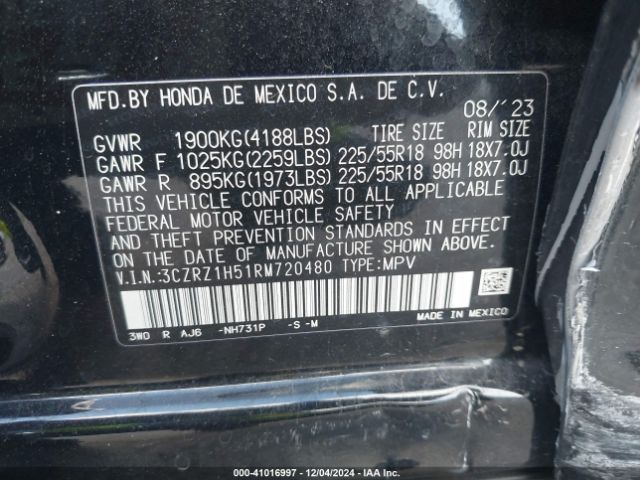 MFD.BY HONDA DE MEXICO S.A. DE C.V.
08/'23
GVWR 1900KG(4188LBS) TIRE SIZE RIM SIZE
GAWR F 1025KG(2259LBS) 225/55R18 98H 18X7.0J
GAWR R 895KG(1973LBS) 225/55R18 98H 18X7.0J
THIS VEHICLE CONFORMS TO ALL APPLICABLE
FEDERAL MOTOR VEHICLE SAFETY
AND THEFT PREVENTION STANDARDS IN EFFECT
ON THE DATE OF MANUFACTURE SHOWN ABOVE.
V.I.N.:3CZRZ1H51RM720480 TYPE:MPV
3W0 R AJ6 -NH731P -S-M
MADE IN MEXICO
000-41016997 - 12/04/2024 - IAA Inc.